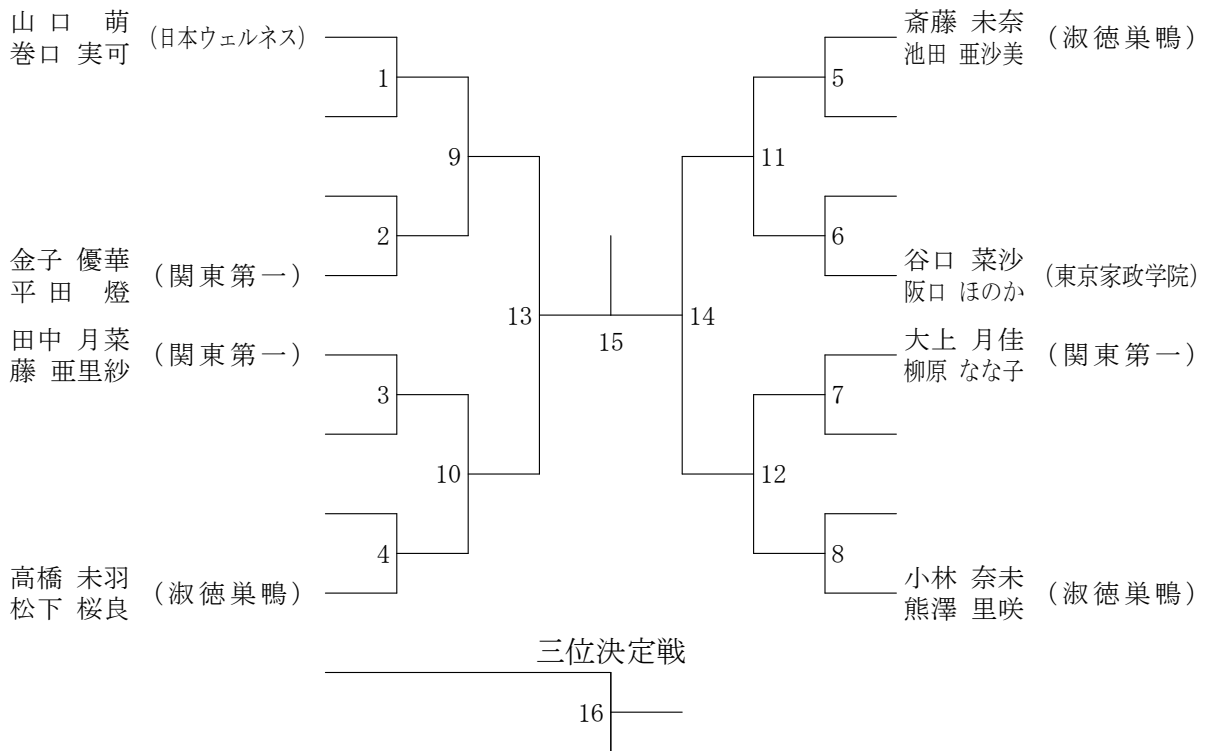 山口 萌
巻口 実可
(日本ウェルネス)
1
9
2
金子 優華
平田 燈
(関東第一)
田中 月菜
藤 亜里紗
(関東第一)
3
10
4
高橋 未羽
松下 桜良
(淑徳巣鴨)
13
15
14
斎藤 未奈
池田 亜沙美
(淑徳巣鴨)
5
11
6
谷口 菜沙
阪口 ほのか
(東京家政学院)
大上 月佳
柳原 なな子
(関東第一)
7
12
8
小林 奈未
熊澤 里咲
(淑徳巣鴨)
三位決定戦
16